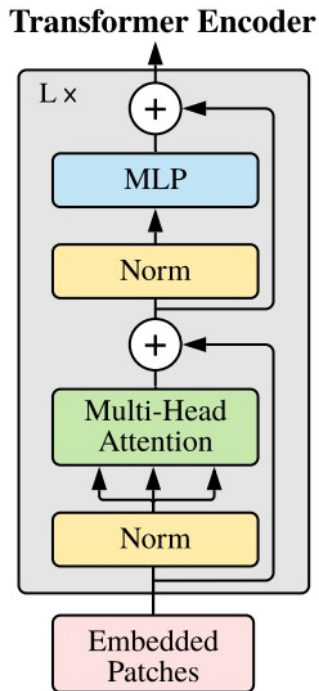 Transformer Encoder
L x
+
MLP
Norm
+
Multi-Head
Attention
Norm
Embedded
Patches